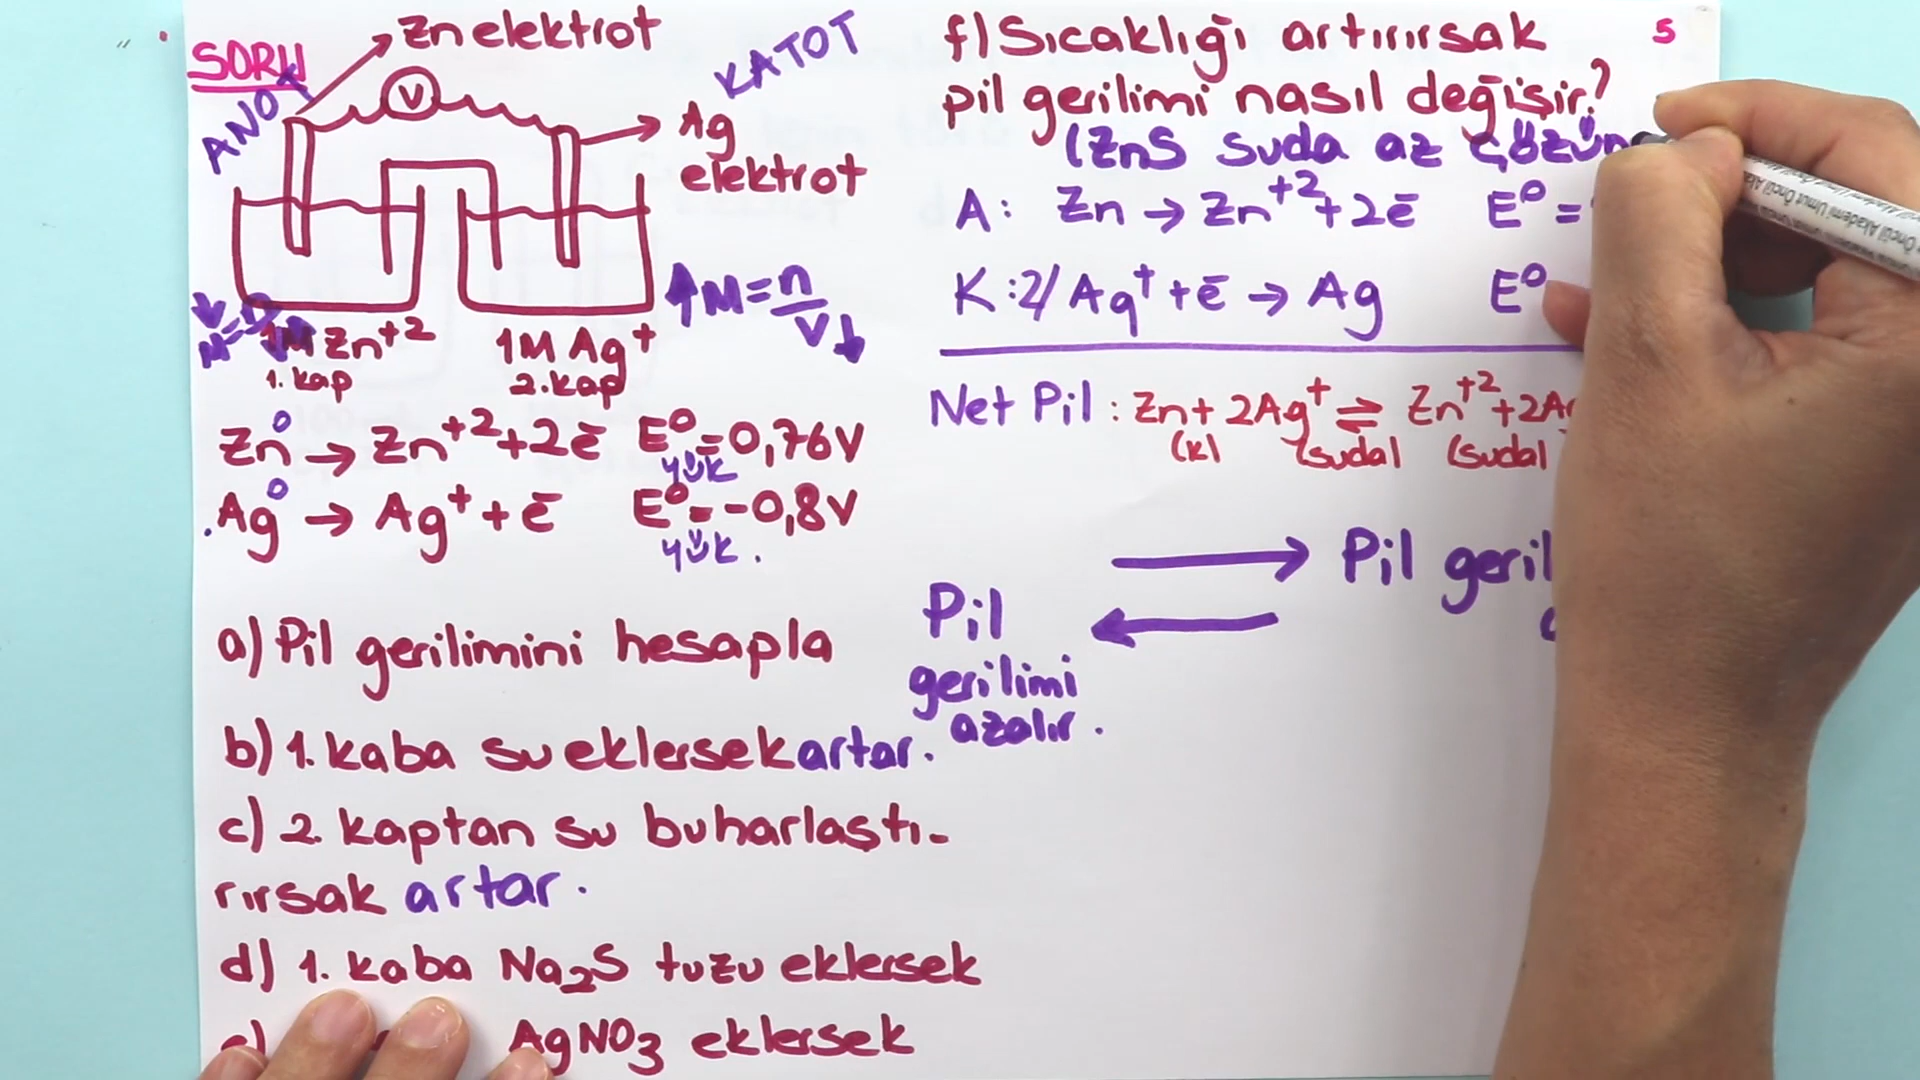 SORU
Zn elektrot
ANOT
V
KATOT
Ag
elektrot
M=n
1M Zn+2
1. kap
1M Ag+
2. kap
M=n
V
Zn0 → Zn+2+2ē E0=0,76V
yük
Ag0 → Ag+ + ē E0=-0,8V
yük.
a) Pil gerilimini hesapla
b) 1. kaba su eklersek artar.
c) 2. kaptan su buharlaştı-
rırsak artar.
d) 1. kaba Na2S tuzu eklersek
AgNO3 eklersek
f) Sıcaklığı artırırsak
5
pil gerilimi nasıl değişir?
(ZnS suda az
A: Zn → Zn+2+2ē E0=
K: 2/ Ag+ + ē → Ag E0
Net Pil: Zn + 2Ag+ ⇌ Zn+2+2Ag
(k) (suda) (suda)
→ Pil
Pil ←
gerilimi
azalır.